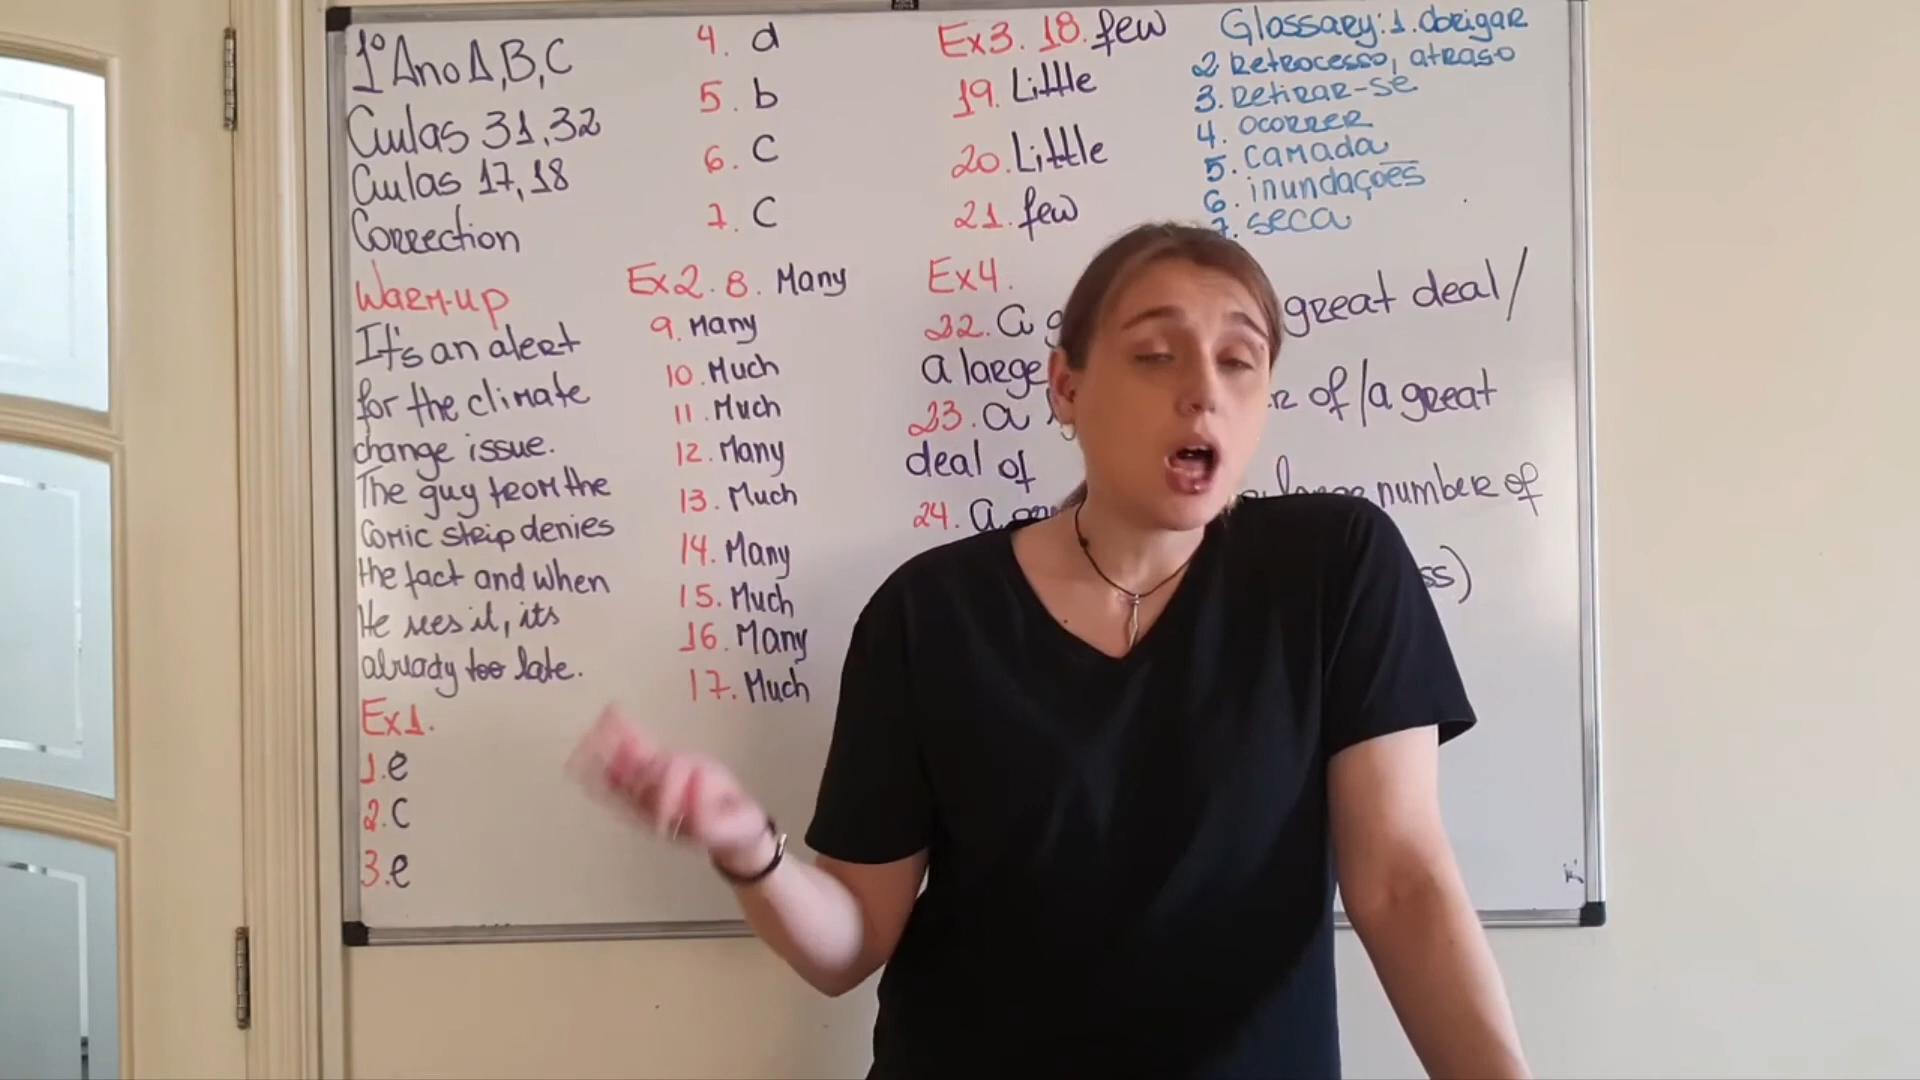 1º Ano A, B, C
Aulas 31, 32
Aulas 17, 18
Correction
Warm-up
It's an alert
for the climate
change issue.
The guy from the
Comic strip denies
the fact and when
He sees it, its
already too late.
Ex1.
1. e
2. C
3. e
4. d
5. b
6. C
7. C
Ex2. 8. Many
9. Many
10. Much
11. Much
12. Many
13. Much
14. Many
15. Much
16. Many
17. Much
Ex3. 18. few
19. Little
20. Little
21. few
Ex4.
22. A great deal /
a large
23. a of / a great
deal of
24. A large number of
Glossary: 1. obrigar
2. Retrocesso, atraso
3. Retirar-se
4. ocorrer
5. camada
6. inundações
7. seca